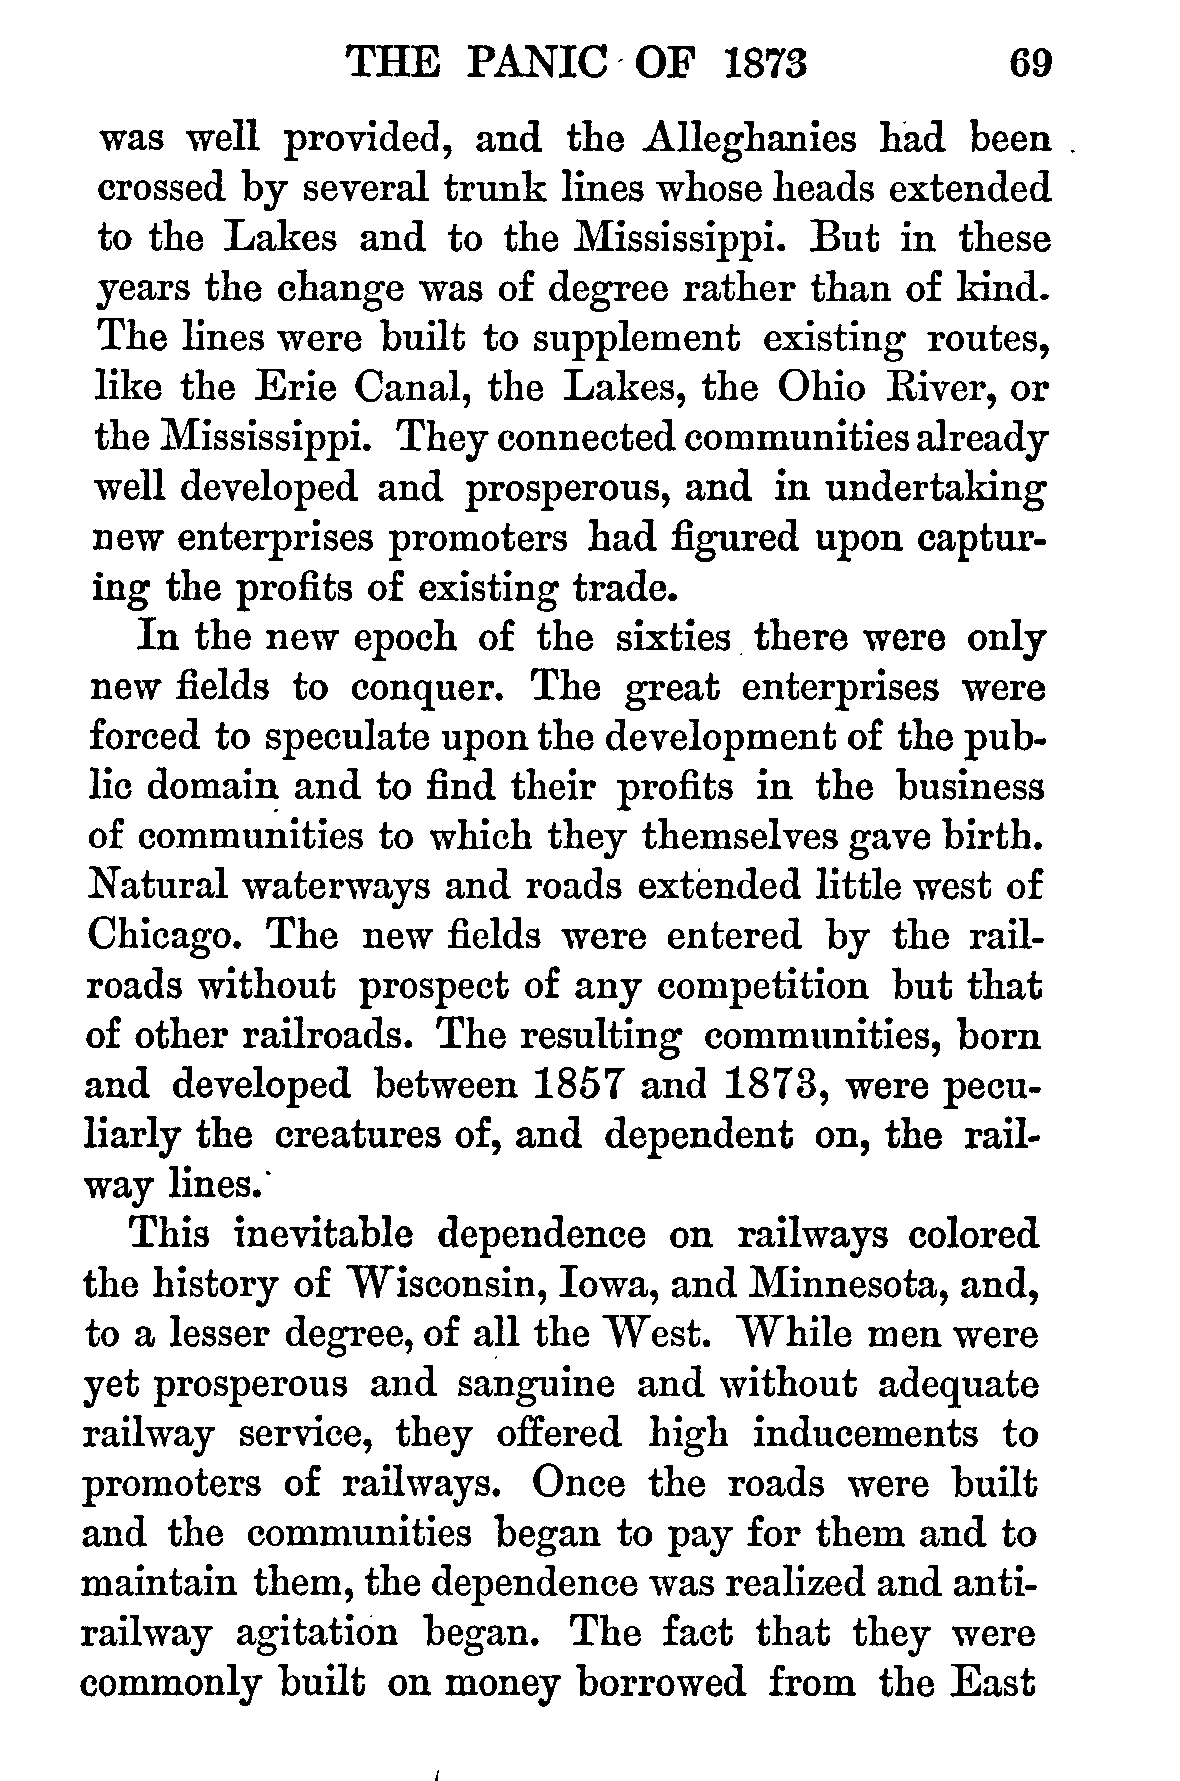 THE PANIC OF 1873 69
was well provided, and the Alleghanies had been
crossed by several trunk lines whose heads extended
to the Lakes and to the Mississippi. But in these
years the change was of degree rather than of kind.
The lines were built to supplement existing routes,
like the Erie Canal, the Lakes, the Ohio River, or
the Mississippi. They connected communities already
well developed and prosperous, and in undertaking
new enterprises promoters had figured upon captur-
ing the profits of existing trade.
In the new epoch of the sixties there were only
new fields to conquer. The great enterprises were
forced to speculate upon the development of the pub-
lic domain and to find their profits in the business
of communities to which they themselves gave birth.
Natural waterways and roads extended little west of
Chicago. The new fields were entered by the rail-
roads without prospect of any competition but that
of other railroads. The resulting communities, born
and developed between 1857 and 1873, were pecu-
liarly the creatures of, and dependent on, the rail-
way lines.
This inevitable dependence on railways colored
the history of Wisconsin, Iowa, and Minnesota, and,
to a lesser degree, of all the West. While men were
yet prosperous and sanguine and without adequate
railway service, they offered high inducements to
promoters of railways. Once the roads were built
and the communities began to pay for them and to
maintain them, the dependence was realized and anti-
railway agitation began. The fact that they were
commonly built on money borrowed from the East